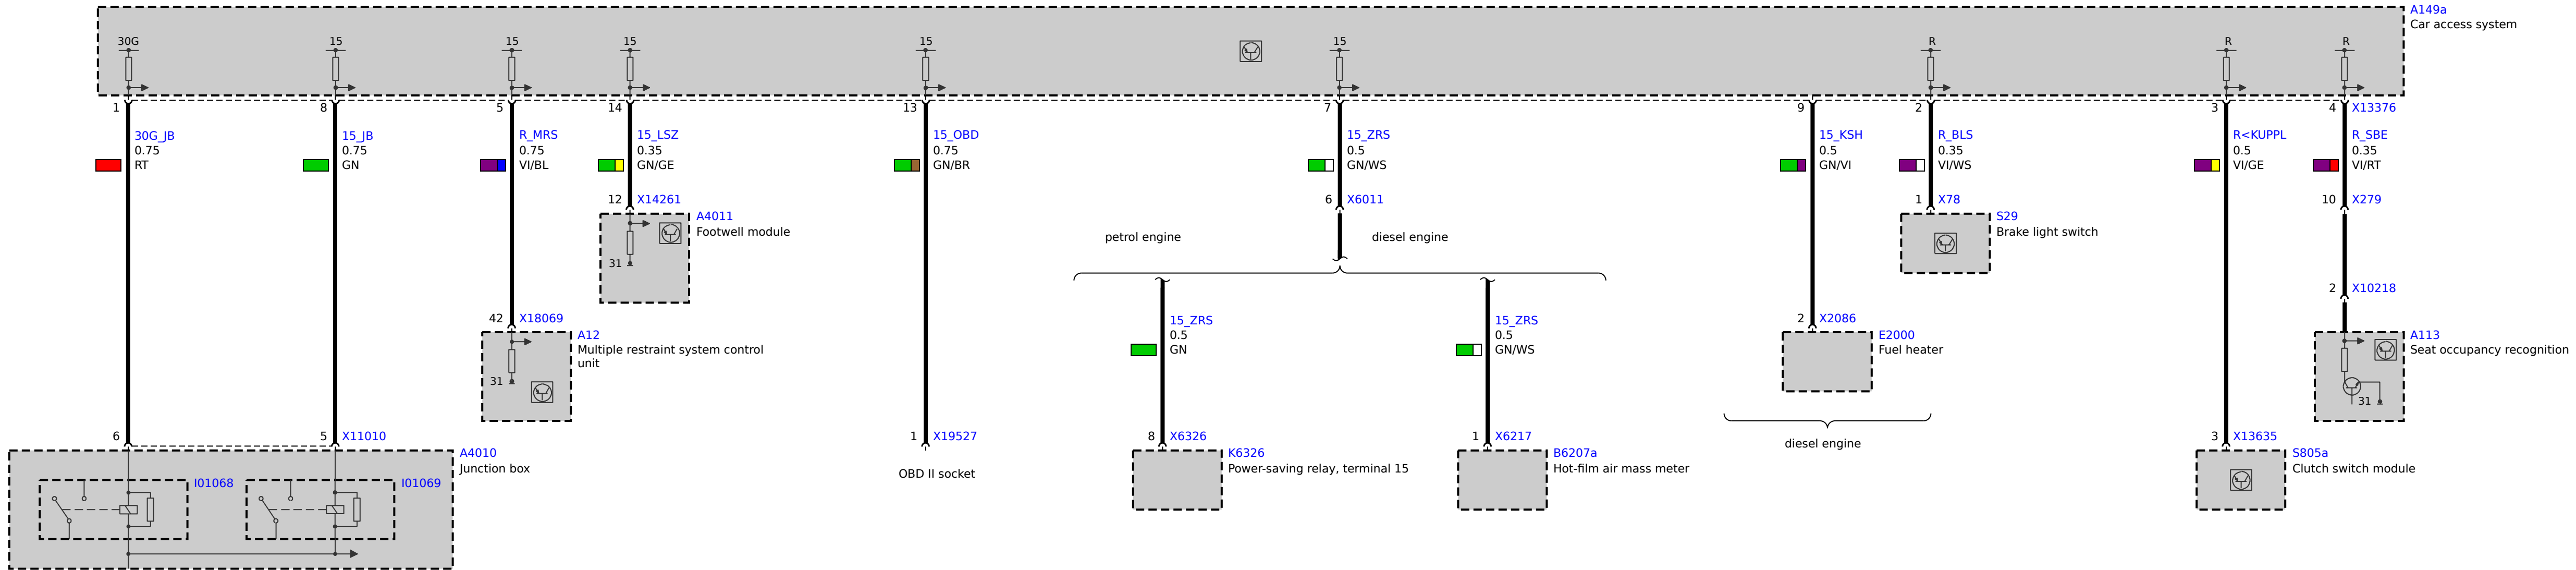 A149a
Car access system
30G
15
15
15
15
15
R
R
R
1
8
5
14
13
7
9
2
3
4
X13376
30G_JB
0.75
RT
15_JB
0.75
GN
R_MRS
0.75
VI/BL
15_LSZ
0.35
GN/GE
15_OBD
0.75
GN/BR
15_ZRS
0.5
GN/WS
15_KSH
0.5
GN/VI
R_BLS
0.35
VI/WS
R<KUPPL
0.5
VI/GE
R_SBE
0.35
VI/RT
12
X14261
6
X6011
1
X78
10
X279
A4011
Footwell module
31
petrol engine
diesel engine
S29
Brake light switch
2
X10218
42
X18069
A12
Multiple restraint system control
unit
31
15_ZRS
0.5
GN
15_ZRS
0.5
GN/WS
2
X2086
E2000
Fuel heater
diesel engine
A113
Seat occupancy recognition
31
6
5
X11010
1
X19527
OBD II socket
8
X6326
K6326
Power-saving relay, terminal 15
1
X6217
B6207a
Hot-film air mass meter
3
X13635
S805a
Clutch switch module
A4010
Junction box
I01068
I01069